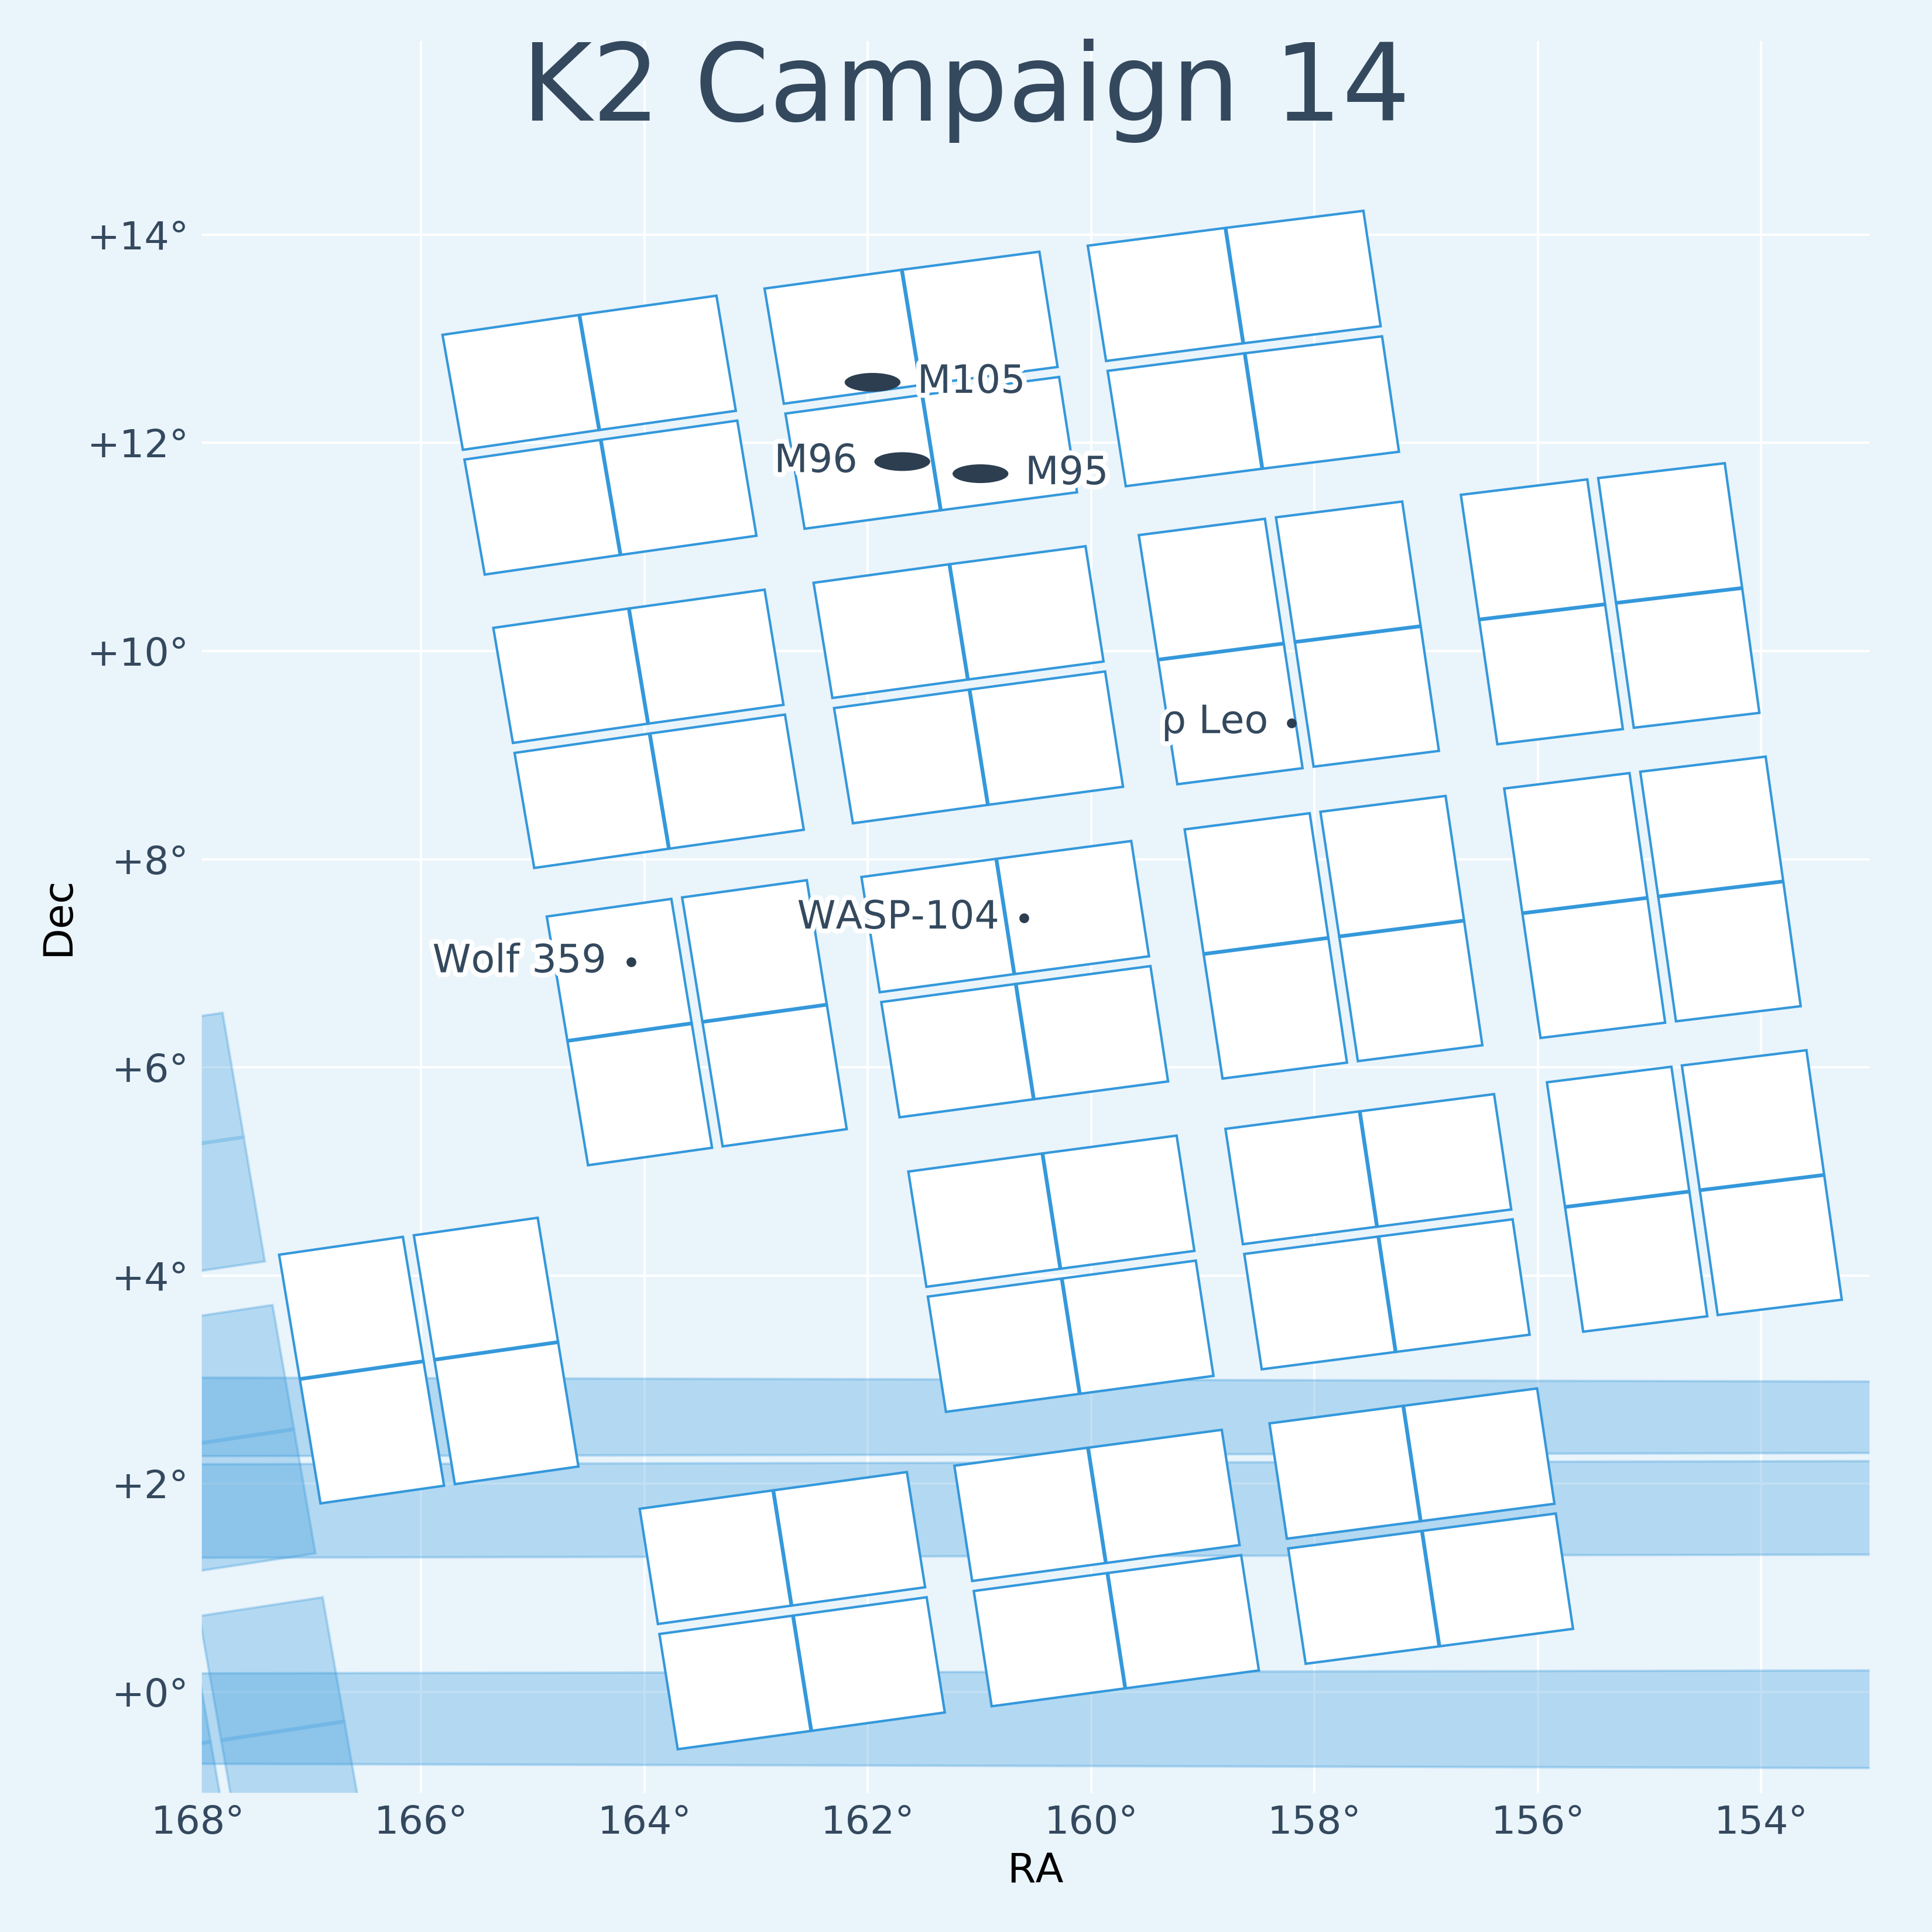 K2 Campaign 14
+14°
M105
+12°
M96
M95
+10°
ρ Leo
+8°
WASP-104
Dec
Wolf 359
+6°
+4°
+2°
+0°
168° 166° 164° 162° 160° 158° 156° 154°
RA